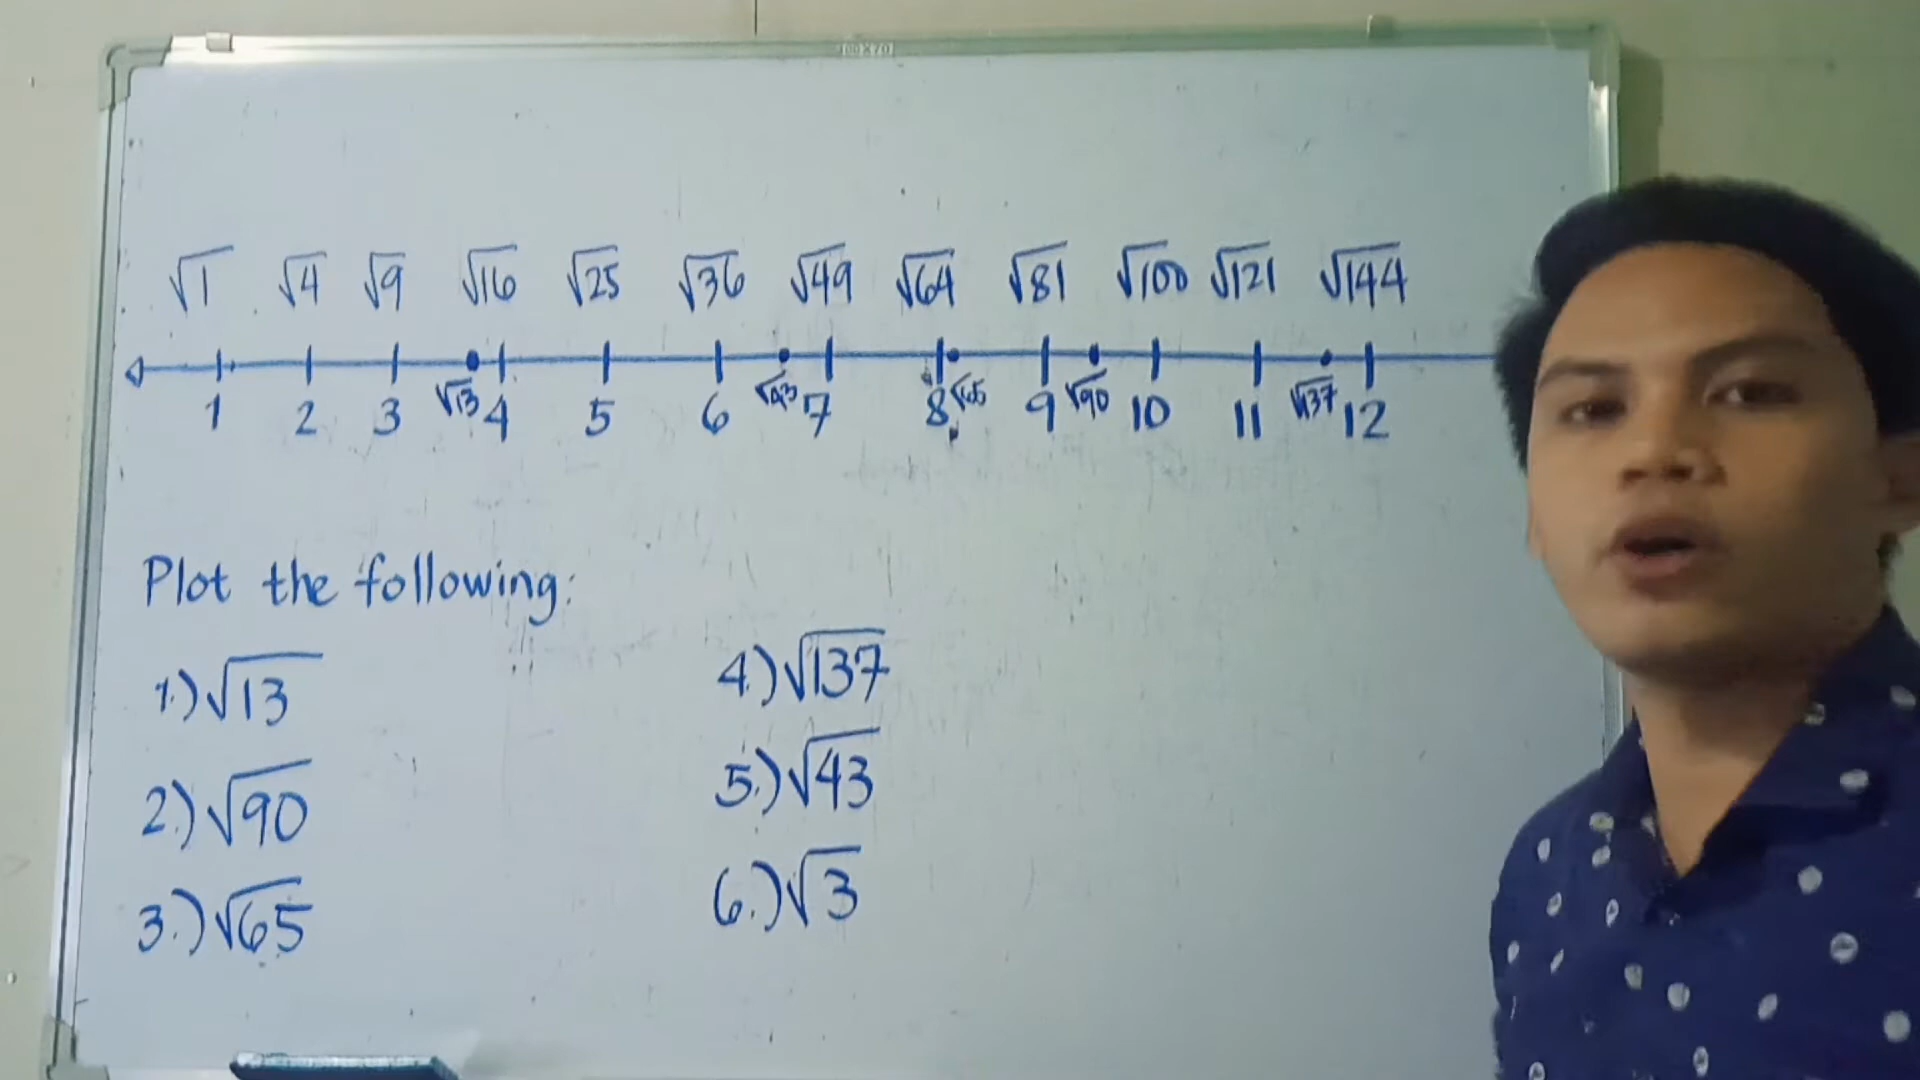 100X70
√1 √4 √9 √16 √25 √36 √49 √64 √81 √100 √121 √144
√13 √43 √65 √90 √137
1 2 3 4 5 6 7 8 9 10 11 12
Plot the following:
1.) √13
2.) √90
3.) √65
4.) √137
5.) √43
6.) √3